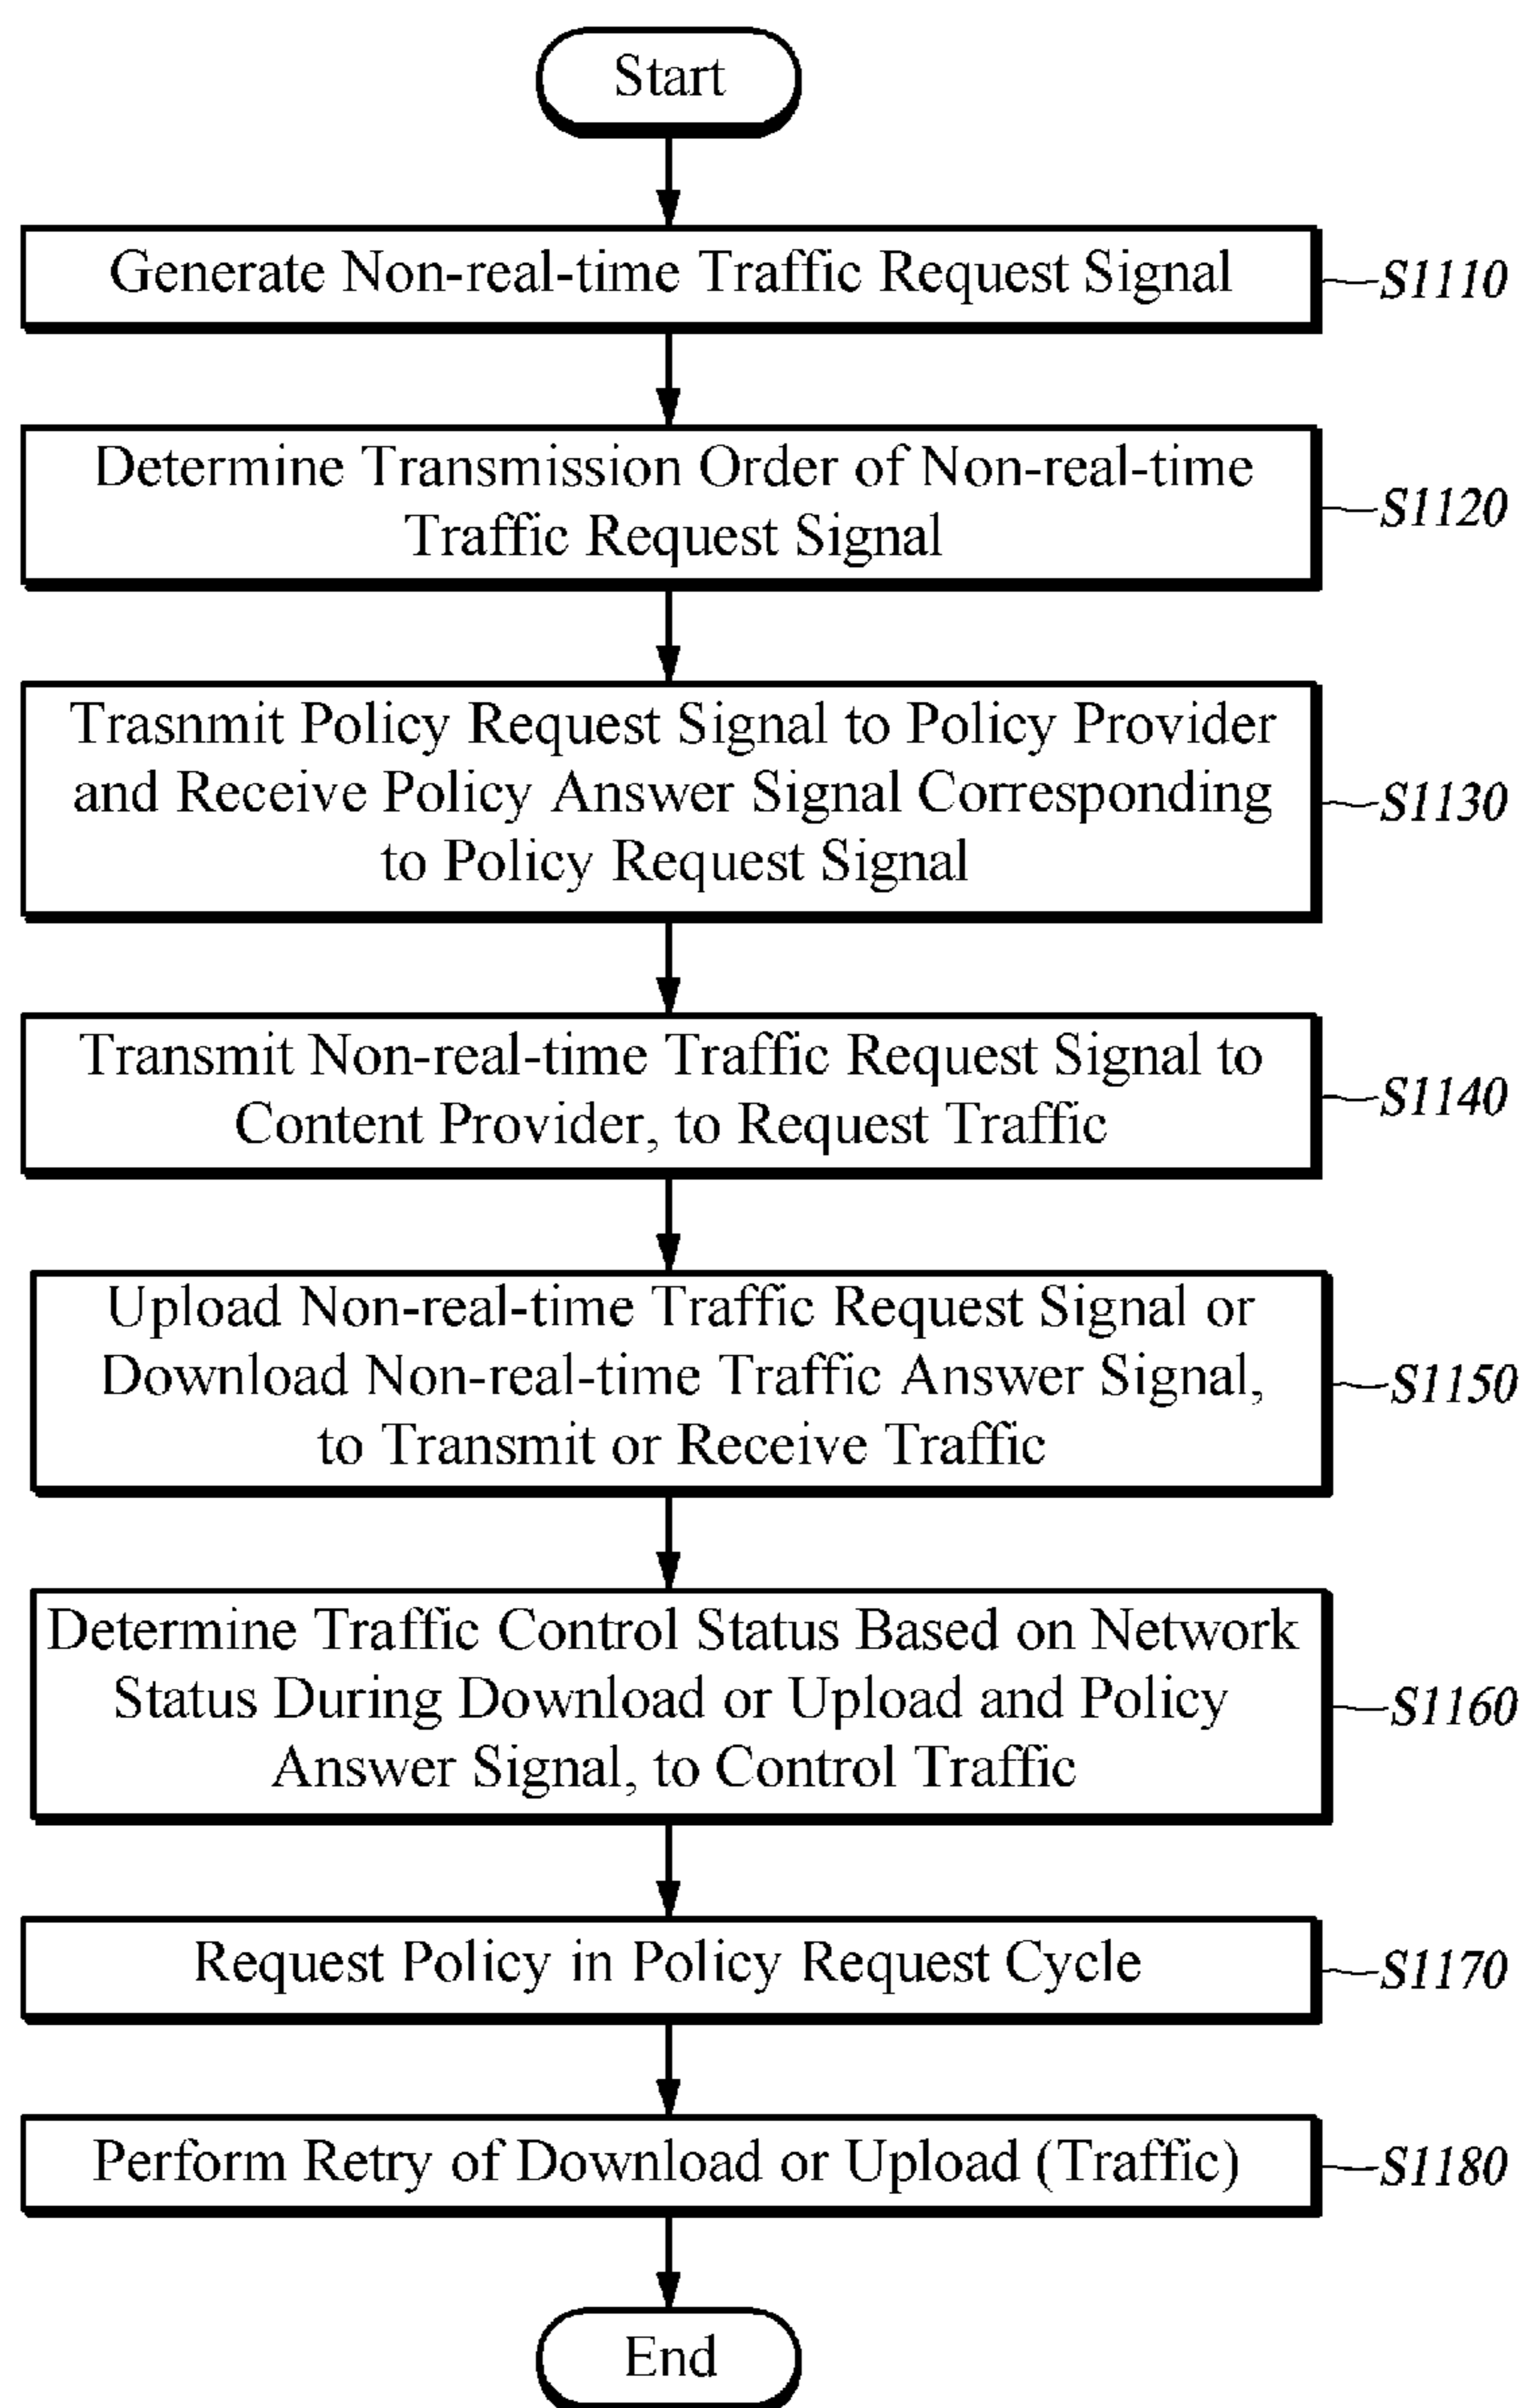 Start
Generate Non-real-time Traffic Request Signal
S1110
Determine Transmission Order of Non-real-time
Traffic Request Signal
S1120
Trasnmit Policy Request Signal to Policy Provider
and Receive Policy Answer Signal Corresponding
to Policy Request Signal
S1130
Transmit Non-real-time Traffic Request Signal to
Content Provider, to Request Traffic
S1140
Upload Non-real-time Traffic Request Signal or
Download Non-real-time Traffic Answer Signal,
to Transmit or Receive Traffic
S1150
Determine Traffic Control Status Based on Network
Status During Download or Upload and Policy
Answer Signal, to Control Traffic
S1160
Request Policy in Policy Request Cycle
S1170
Perform Retry of Download or Upload (Traffic)
S1180
End